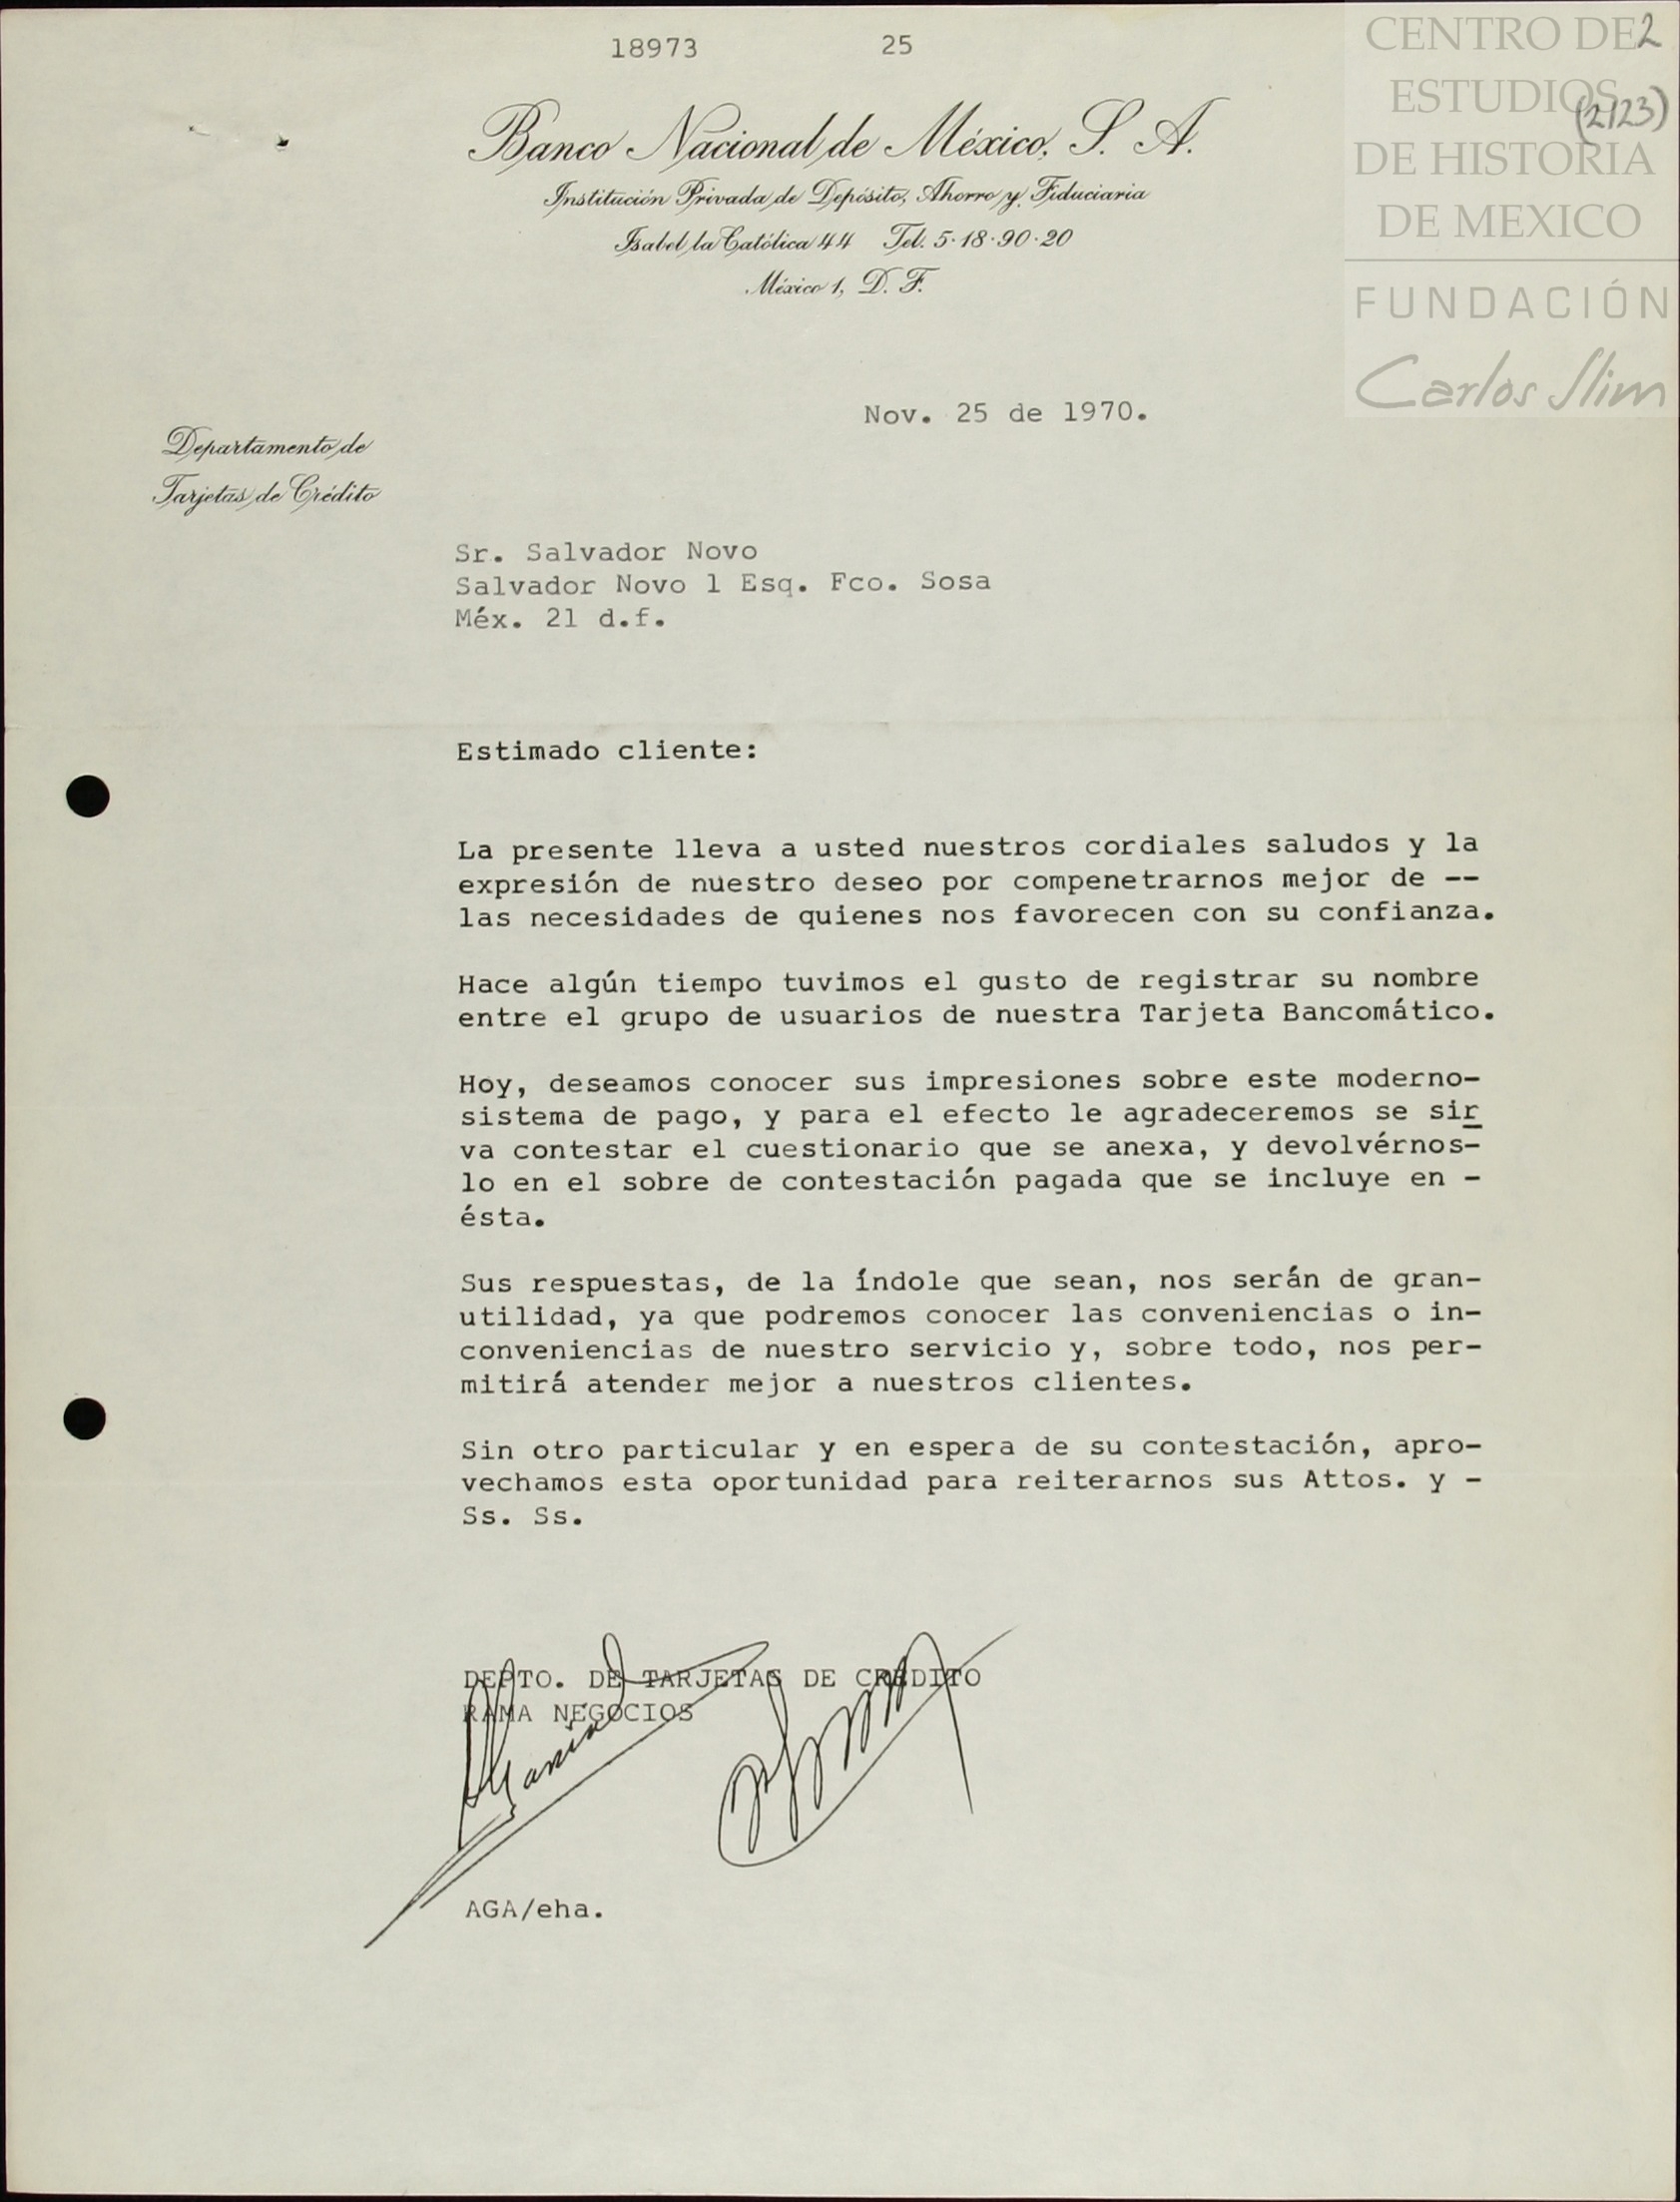 18973 25
CENTRO DE
2
ESTUDIOS
(2123)
DE HISTORIA
DE MEXICO
FUNDACIÓN
Carlos Slim
Banco Nacional de México, S. A.
Institución Privada de Depósito, Ahorro y Fiduciaria
Isabel la Católica 44 Tel. 5-18-90-20
México 1, D. F.
Nov. 25 de 1970.
Departamento de
Tarjetas de Crédito
Sr. Salvador Novo
Salvador Novo 1 Esq. Fco. Sosa
Méx. 21 d.f.
Estimado cliente:
La presente lleva a usted nuestros cordiales saludos y la
expresión de nuestro deseo por compenetrarnos mejor de --
las necesidades de quienes nos favorecen con su confianza.
Hace algún tiempo tuvimos el gusto de registrar su nombre
entre el grupo de usuarios de nuestra Tarjeta Bancomático.
Hoy, deseamos conocer sus impresiones sobre este moderno-
sistema de pago, y para el efecto le agradeceremos se sir
va contestar el cuestionario que se anexa, y devolvérnos-
lo en el sobre de contestación pagada que se incluye en -
ésta.
Sus respuestas, de la índole que sean, nos serán de gran-
utilidad, ya que podremos conocer las conveniencias o in-
conveniencias de nuestro servicio y, sobre todo, nos per-
mitirá atender mejor a nuestros clientes.
Sin otro particular y en espera de su contestación, apro-
vechamos esta oportunidad para reiterarnos sus Attos. y -
Ss. Ss.
DEPTO. DE TARJETAS DE CREDITO
RAMA NEGOCIOS
AGA/eha.